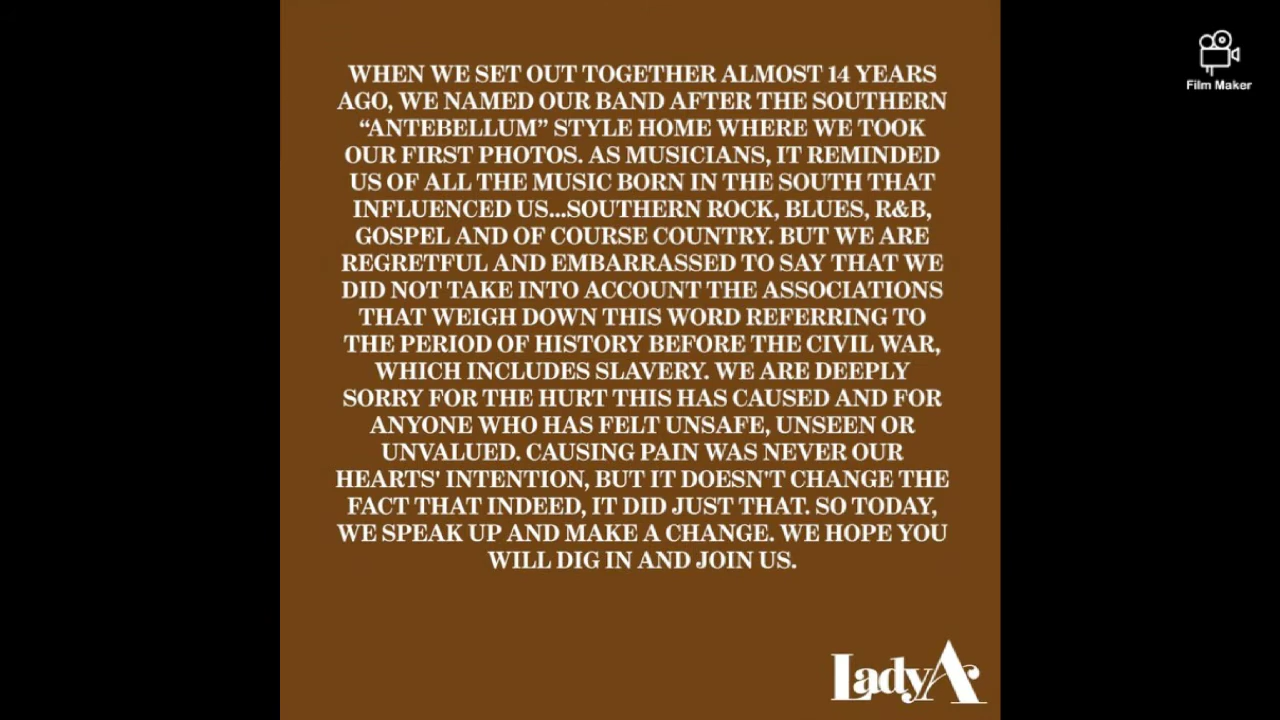 WHEN WE SET OUT TOGETHER ALMOST 14 YEARS
AGO, WE NAMED OUR BAND AFTER THE SOUTHERN
“ANTEBELLUM” STYLE HOME WHERE WE TOOK
OUR FIRST PHOTOS. AS MUSICIANS, IT REMINDED
US OF ALL THE MUSIC BORN IN THE SOUTH THAT
INFLUENCED US...SOUTHERN ROCK, BLUES, R&B,
GOSPEL AND OF COURSE COUNTRY. BUT WE ARE
REGRETFUL AND EMBARRASSED TO SAY THAT WE
DID NOT TAKE INTO ACCOUNT THE ASSOCIATIONS
THAT WEIGH DOWN THIS WORD REFERRING TO
THE PERIOD OF HISTORY BEFORE THE CIVIL WAR,
WHICH INCLUDES SLAVERY. WE ARE DEEPLY
SORRY FOR THE HURT THIS HAS CAUSED AND FOR
ANYONE WHO HAS FELT UNSAFE, UNSEEN OR
UNVALUED. CAUSING PAIN WAS NEVER OUR
HEARTS' INTENTION, BUT IT DOESN'T CHANGE THE
FACT THAT INDEED, IT DID JUST THAT. SO TODAY,
WE SPEAK UP AND MAKE A CHANGE. WE HOPE YOU
WILL DIG IN AND JOIN US.
Lady A
Film Maker